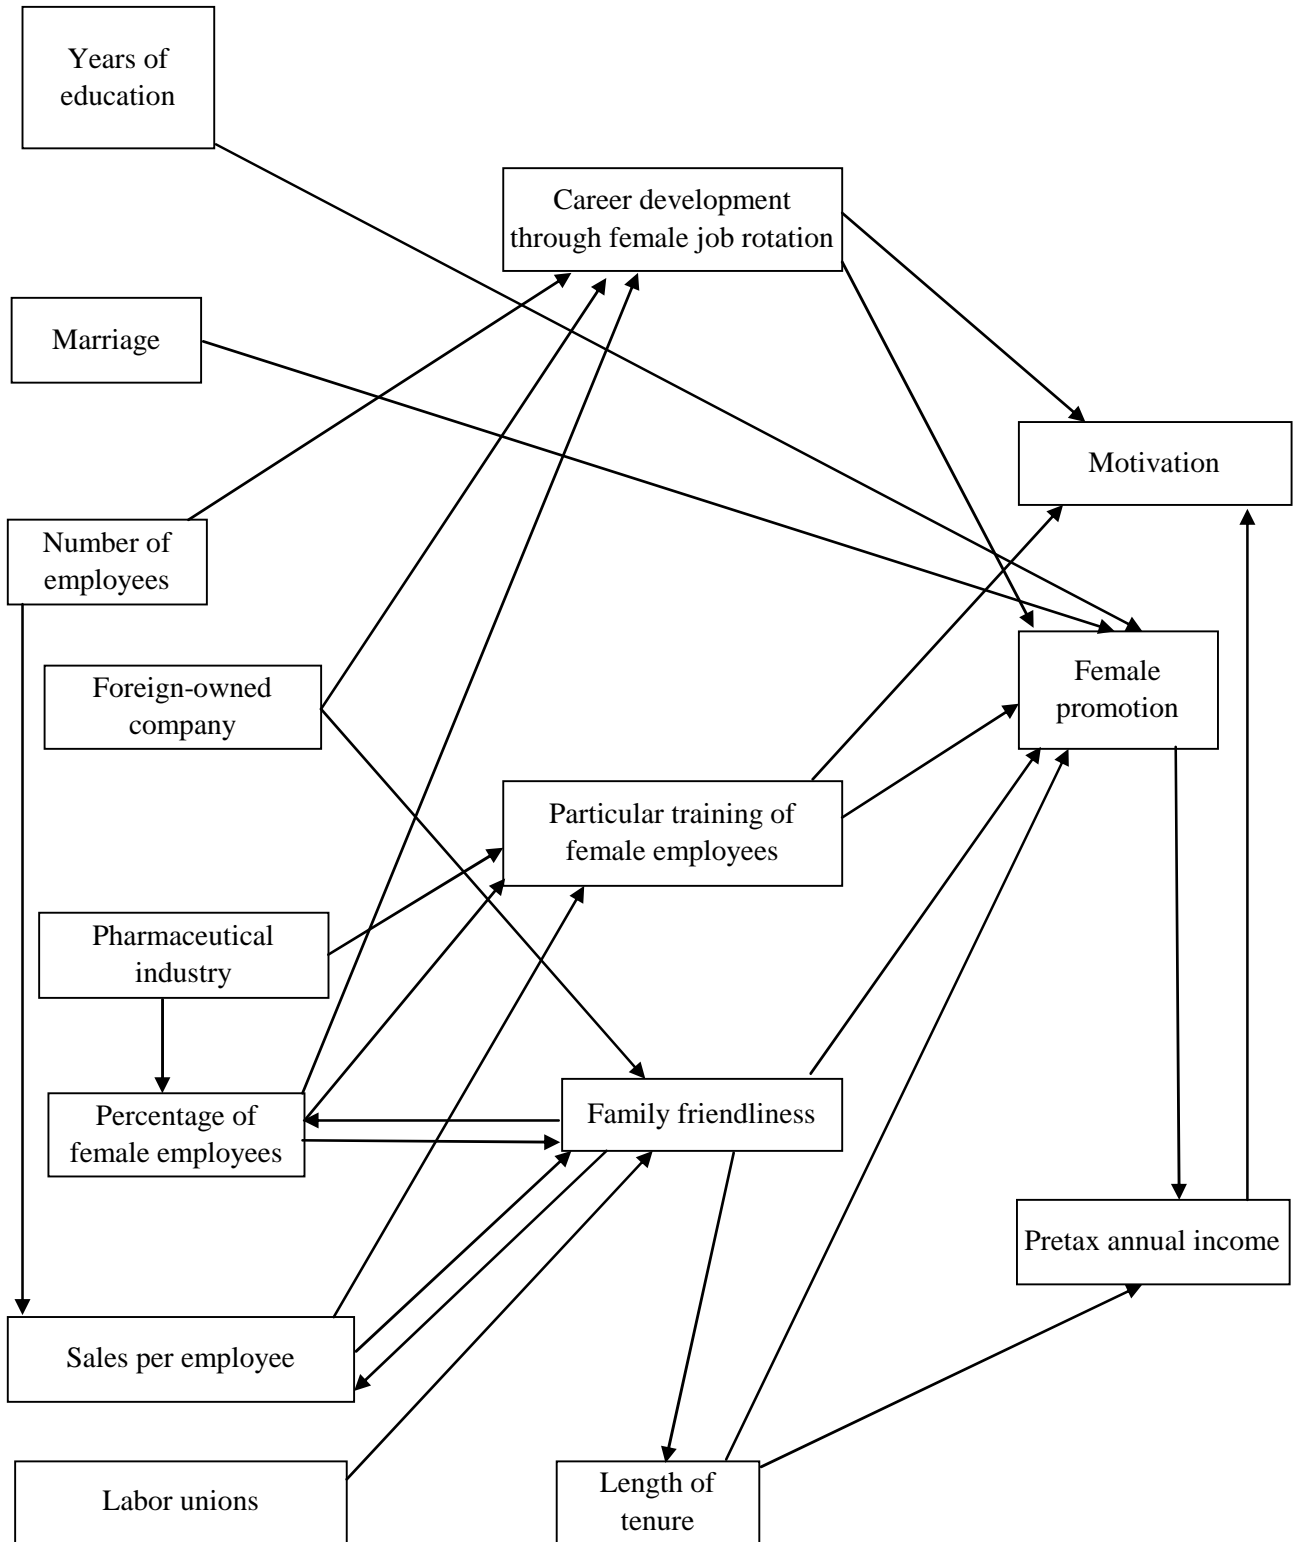 Years of
education
Career development
through female job rotation
Marriage
Motivation
Number of
employees
Foreign-owned
company
Female
promotion
Particular training of
female employees
Pharmaceutical
industry
Percentage of
female employees
Family friendliness
Pretax annual income
Sales per employee
Labor unions
Length of
tenure